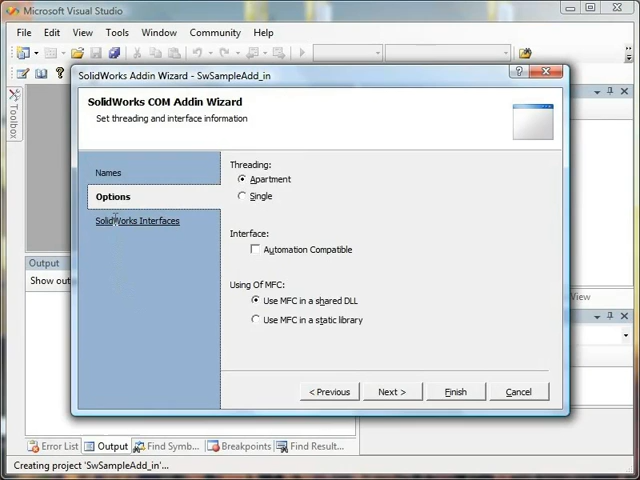 Microsoft Visual Studio
File Edit View Tools Window Community Help
SolidWorks Addin Wizard - SwSampleAdd_in
SolidWorks COM Addin Wizard
Set threading and interface information
Toolbox
Names
Options
SolidWorks Interfaces
Threading:
Apartment
Single
Interface:
Automation Compatible
Using Of MFC:
Use MFC in a shared DLL
Use MFC in a static library
< Previous Next > Finish Cancel
Output
Show out
View
Error List Output Find Symb... Breakpoints Find Result...
Creating project 'SwSampleAdd_in'...